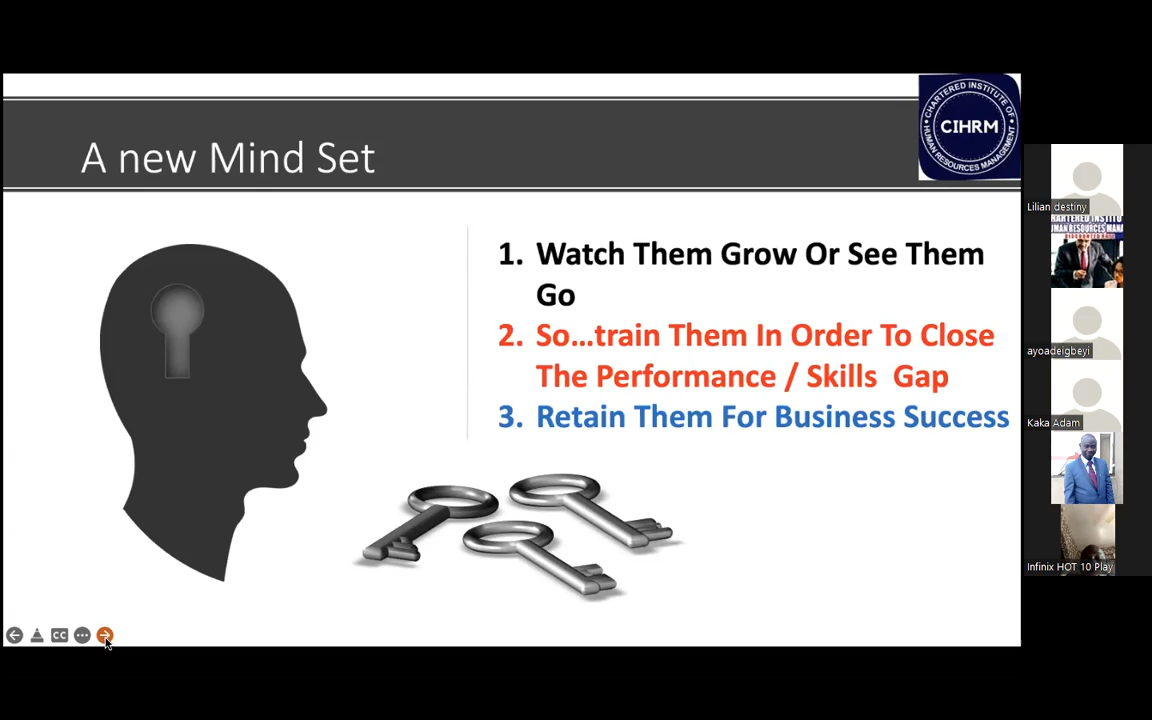 A new Mind Set
CHARTERED INSTITUTE OF
CIHRM
HUMAN RESOURCES MANAGEMENT
1. Watch Them Grow Or See Them
Go
2. So...train Them In Order To Close
The Performance / Skills Gap
3. Retain Them For Business Success
CC
Lilian destiny
ayoadeigbeyi
Kaka Adam
Infinix HOT 10 Play